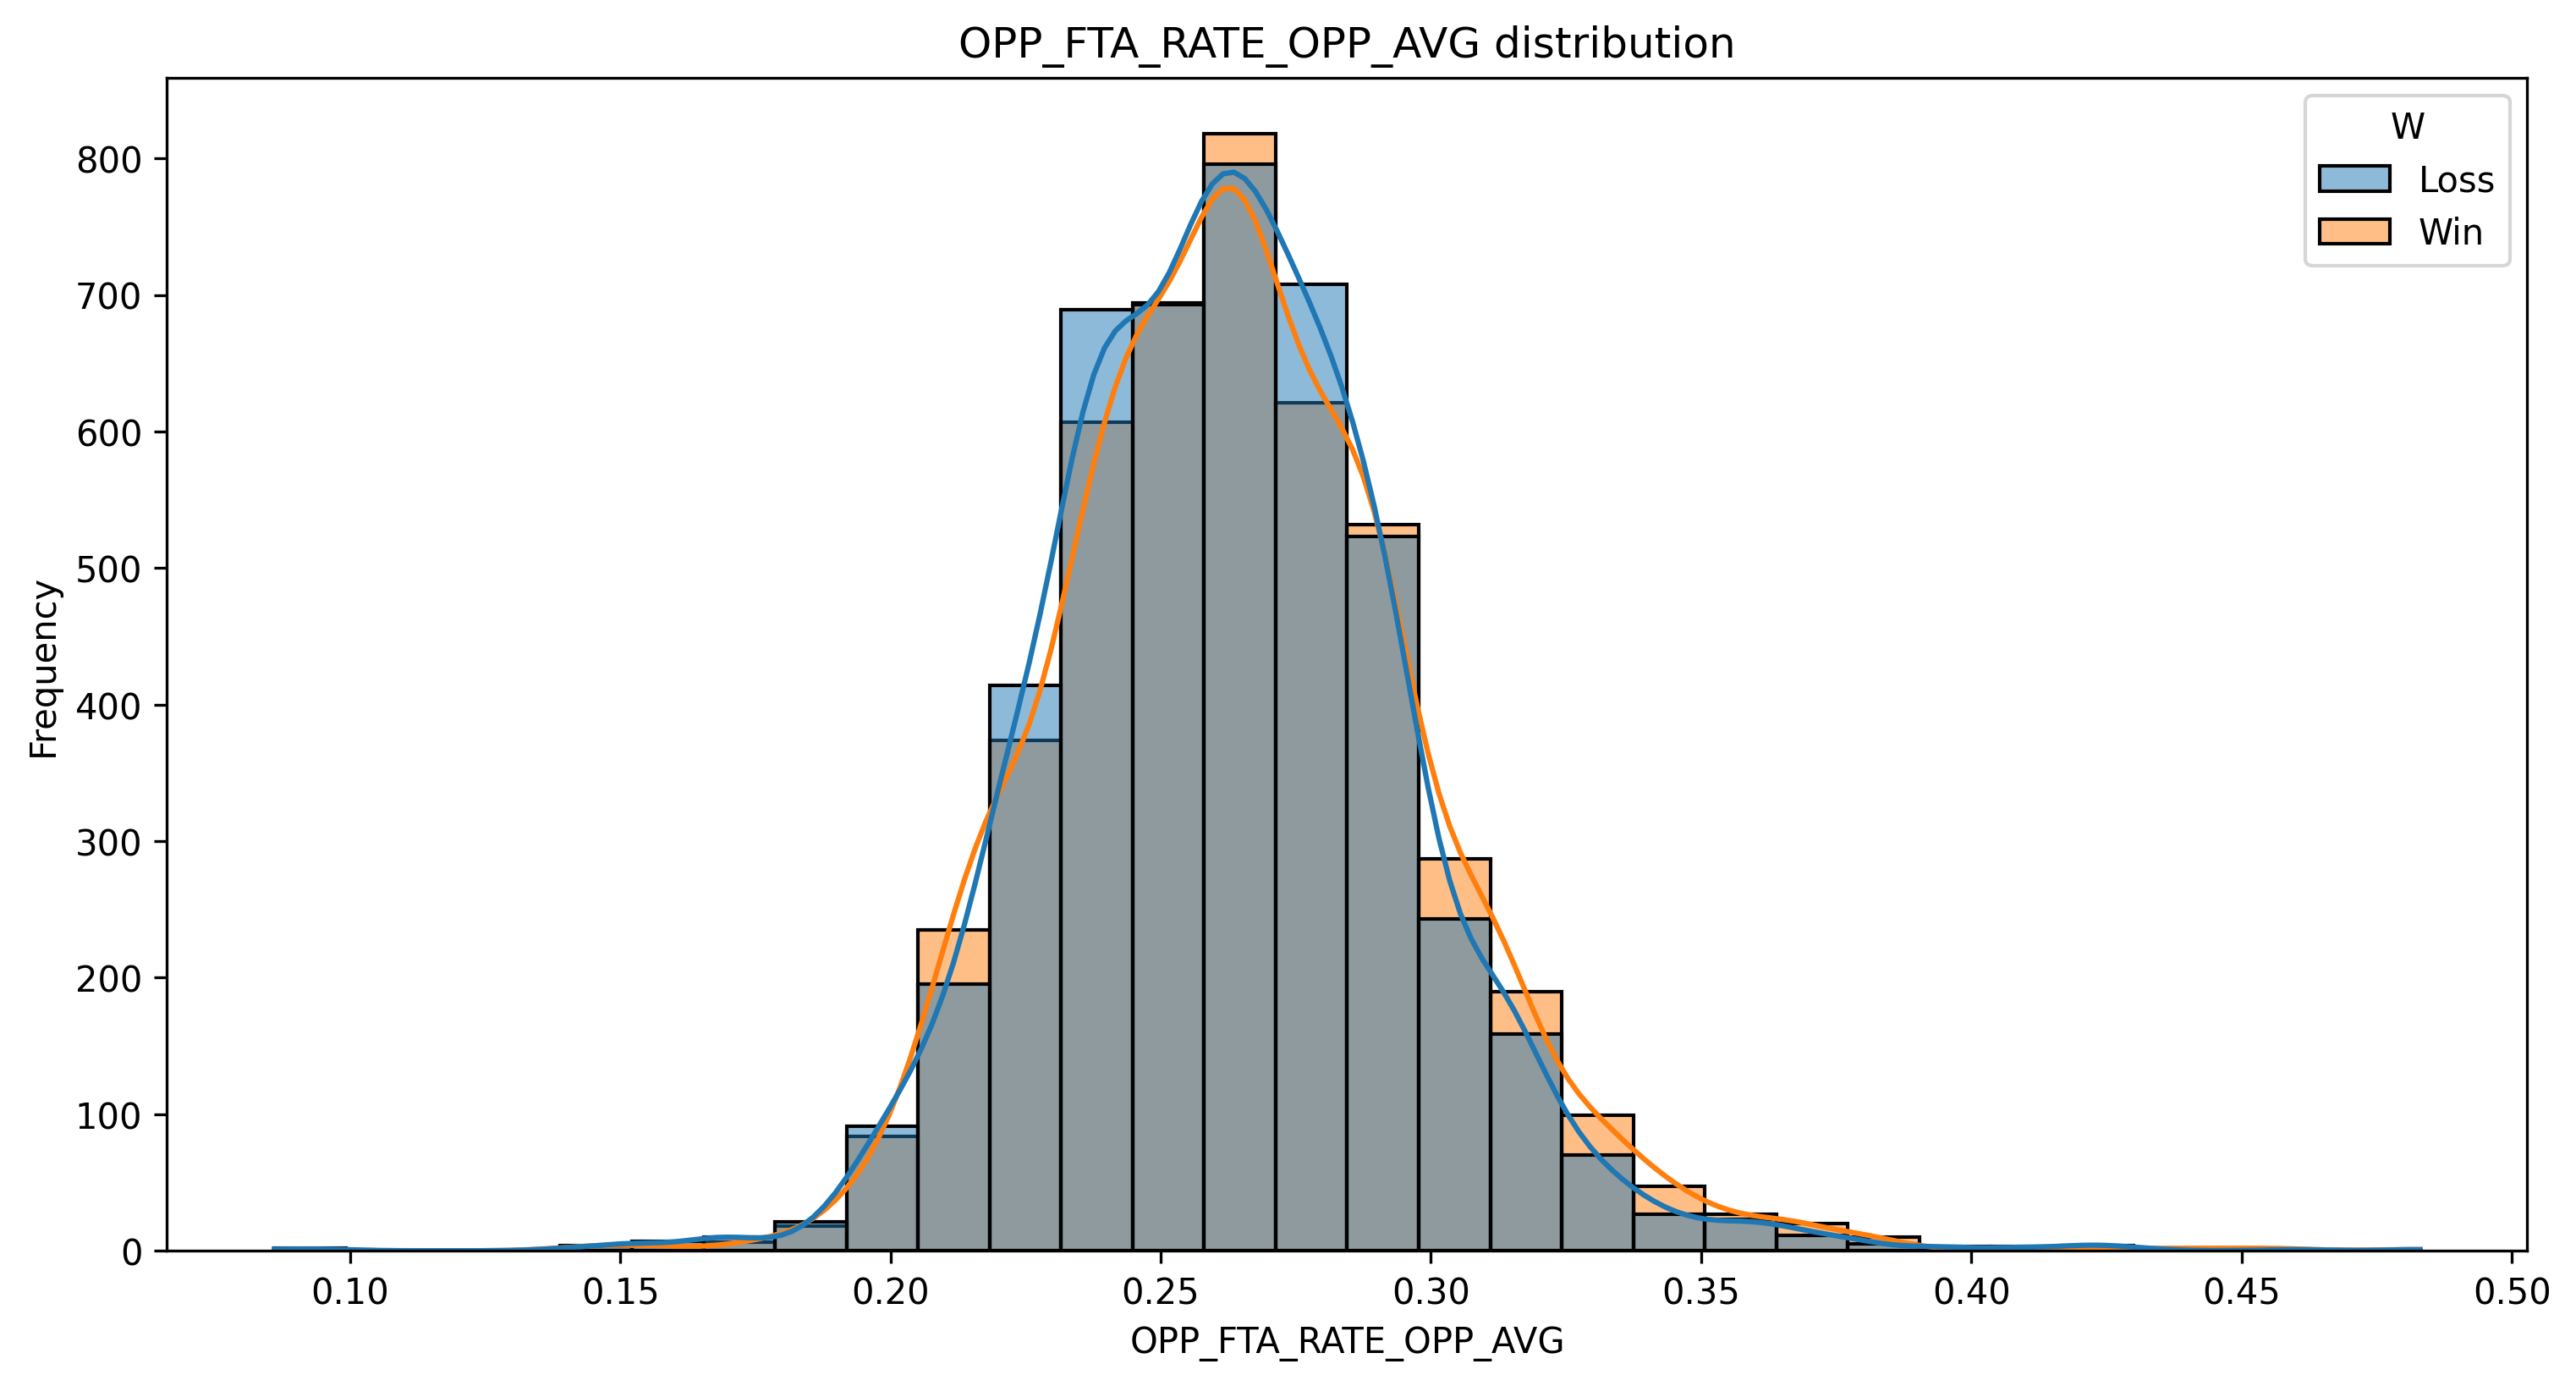 OPP_FTA_RATE_OPP_AVG distribution
W
Loss
Win
Frequency
800
700
600
500
400
300
200
100
0
0.10 0.15 0.20 0.25 0.30 0.35 0.40 0.45 0.50
OPP_FTA_RATE_OPP_AVG